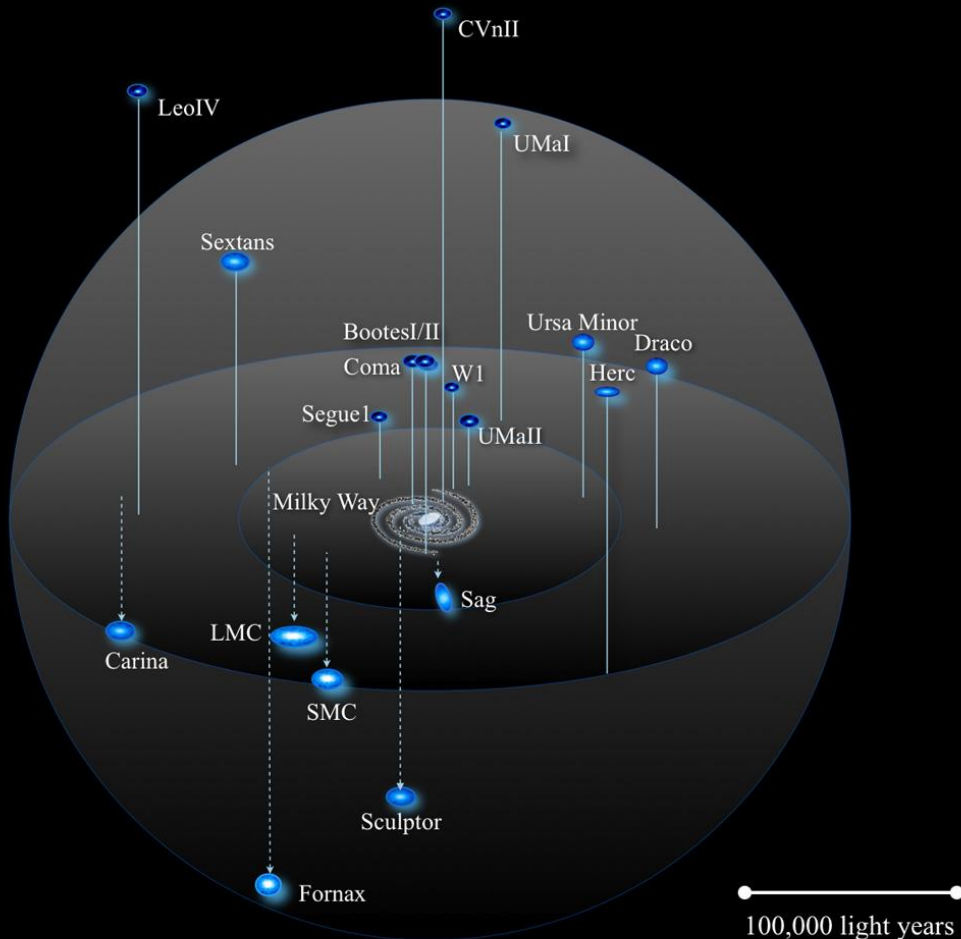 CVnII
LeoIV
UMaI
Sextans
BootesI/II
Ursa Minor
Draco
Coma
W1
Herc
Segue1
UMaII
Milky Way
Sag
LMC
Carina
SMC
Sculptor
Fornax
100,000 light years